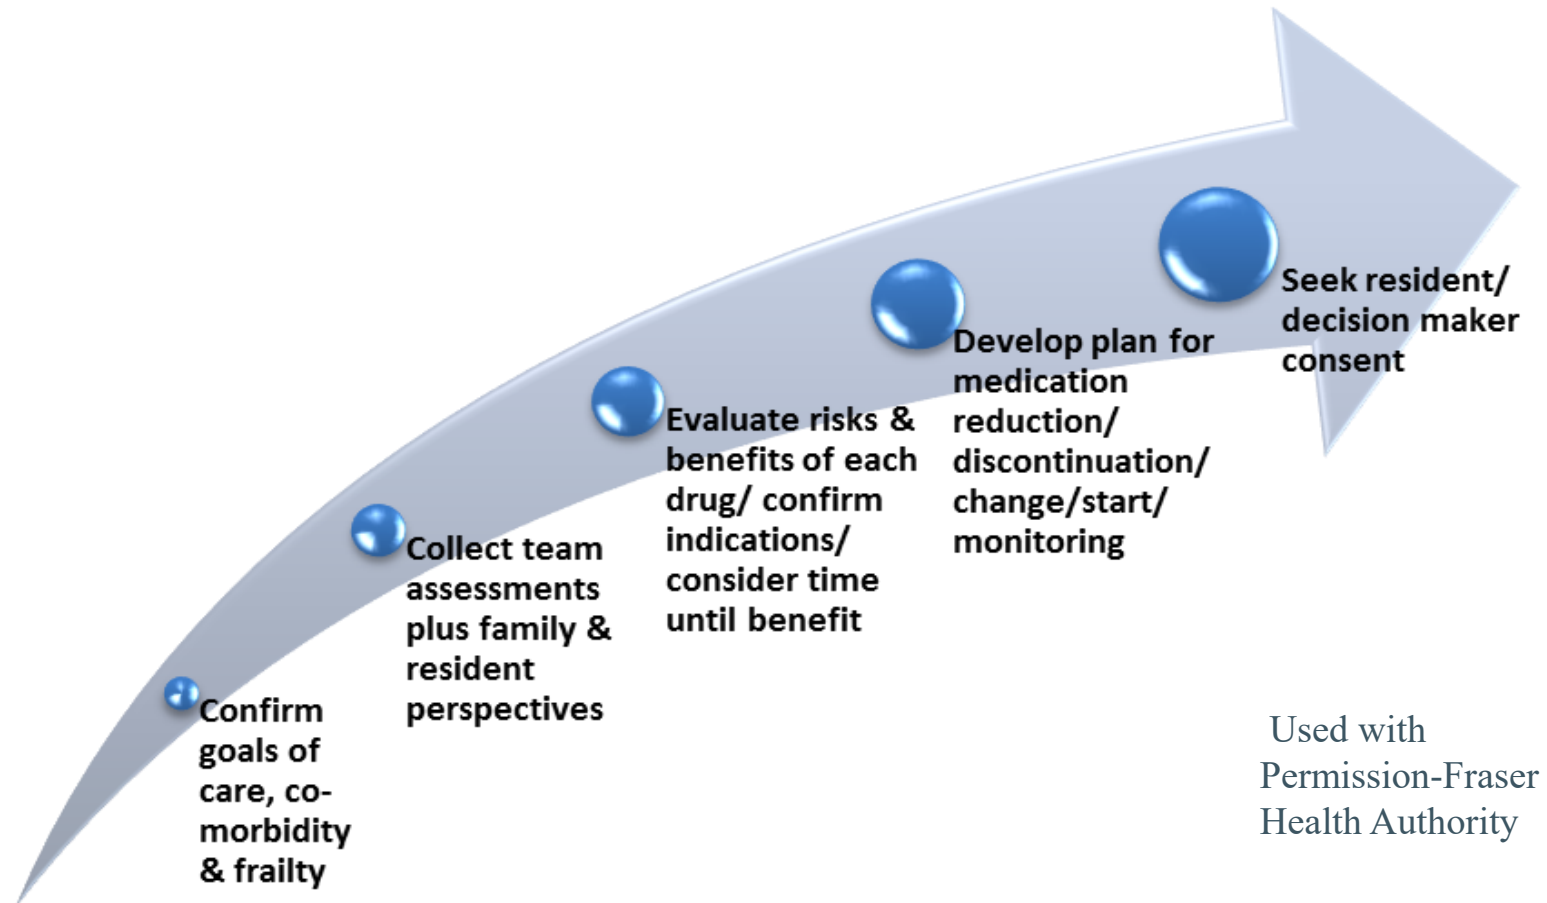 Confirm
goals of
care, co-
morbidity
& frailty
Collect team
assessments
plus family &
resident
perspectives
Evaluate risks &
benefits of each
drug/ confirm
indications/
consider time
until benefit
Develop plan for
medication
reduction/
discontinuation/
change/start/
monitoring
Seek resident/
decision maker
consent
Used with
Permission-Fraser
Health Authority